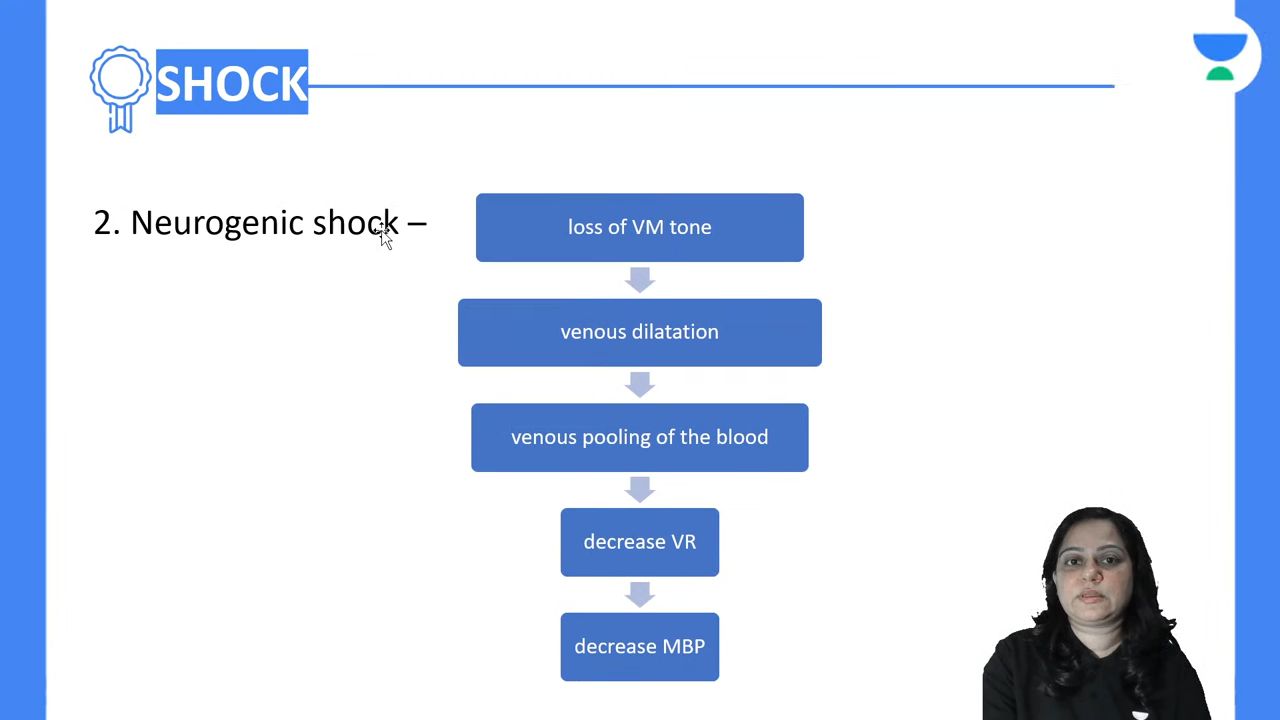 SHOCK
2. Neurogenic shock –
loss of VM tone
venous dilatation
venous pooling of the blood
decrease VR
decrease MBP